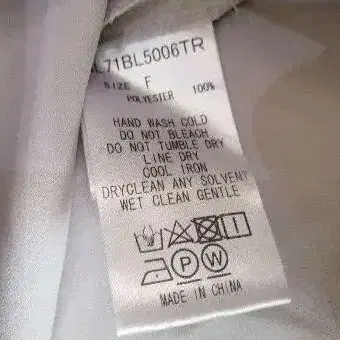 L71BL5006TR
SIZE F
POLYESTER 100%
HAND WASH COLD
DO NOT BLEACH
DO NOT TUMBLE DRY
LINE DRY
COOL IRON
DRYCLEAN ANY SOLVENT
WET CLEAN GENTLE
P W
MADE IN CHINA